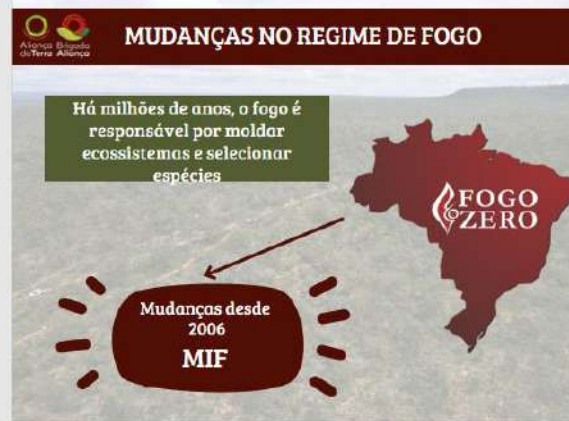 Aliança da Terra
Brigada Aliança
MUDANÇAS NO REGIME DE FOGO
Há milhões de anos, o fogo é
responsável por moldar
ecossistemas e selecionar
espécies
FOGO
ZERO
Mudanças desde
2006
MIF